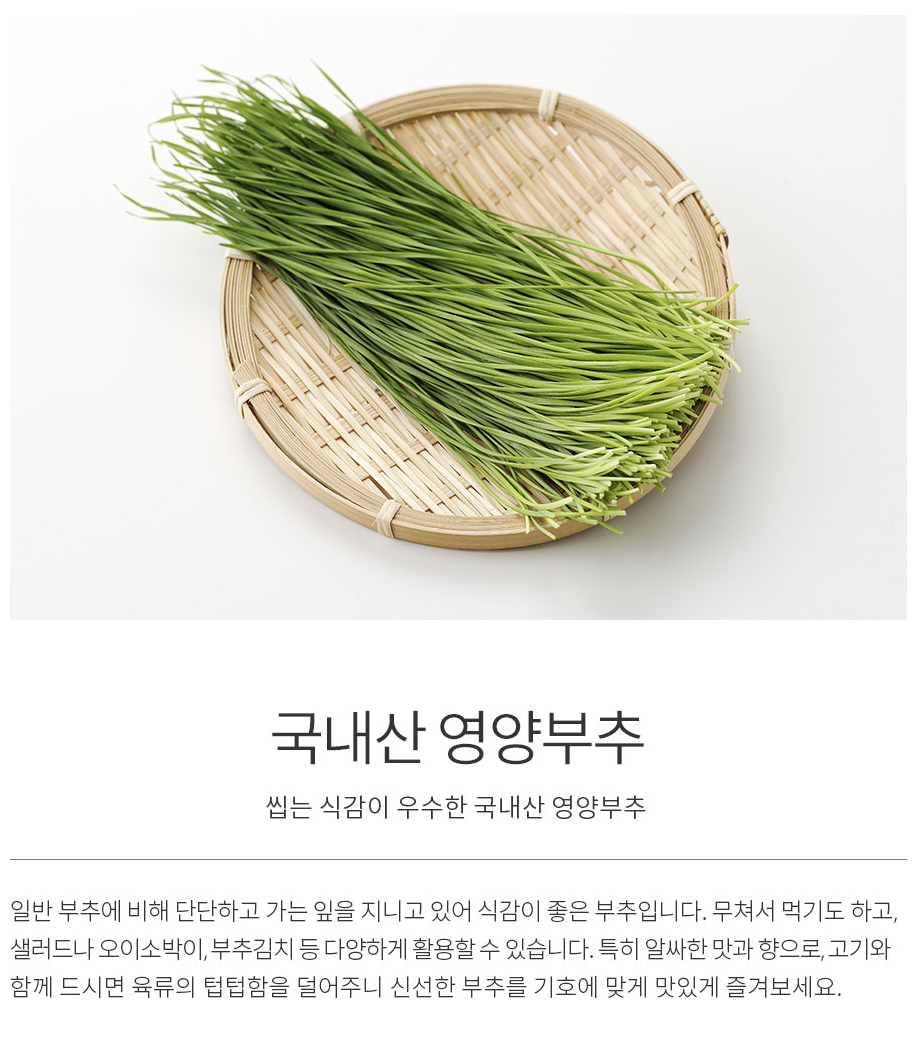 국내산 영양부추
씹는 식감이 우수한 국내산 영양부추
일반 부추에 비해 단단하고 가는 잎을 지니고 있어 식감이 좋은 부추입니다. 무쳐서 먹기도 하고,
샐러드나 오이소박이, 부추김치 등 다양하게 활용할 수 있습니다. 특히 알싸한 맛과 향으로, 고기와
함께 드시면 육류의 텁텁함을 덜어주니 신선한 부추를 기호에 맞게 맛있게 즐겨보세요.